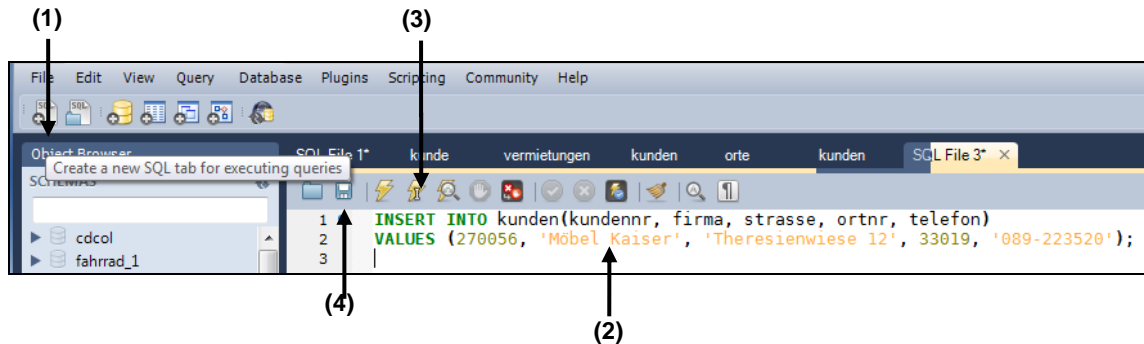 (1) (3)
File Edit View Query Database Plugins Scripting Community Help
SQL SQL
Object Browser SQL File 1* kunde vermietungen kunden orte kunden SQL File 3* ×
Create a new SQL tab for executing queries
SCHEMAS
1 INSERT INTO kunden(kundennr, firma, strasse, ortnr, telefon)
cdcol 2 VALUES (270056, 'Möbel Kaiser', 'Theresienwiese 12', 33019, '089-223520');
fahrrad_1 3
(4)
(2)